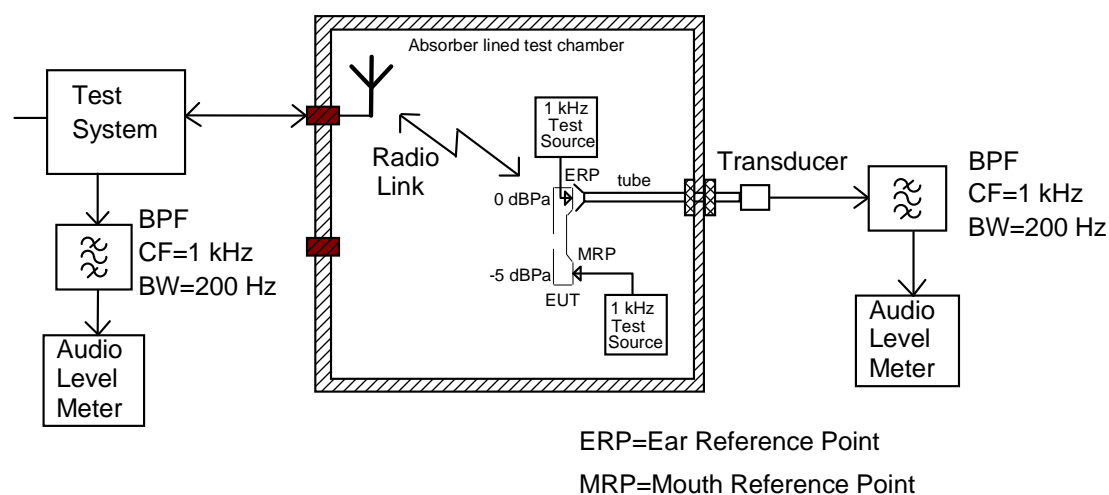 Absorber lined test chamber
Test
System
Radio
Link
1 kHz
Test
Source
ERP
0 dBPa
tube
Transducer
BPF
CF=1 kHz
BW=200 Hz
BPF
CF=1 kHz
BW=200 Hz
MRP
-5 dBPa
EUT
1 kHz
Test
Source
Audio
Level
Meter
Audio
Level
Meter
ERP=Ear Reference Point
MRP=Mouth Reference Point